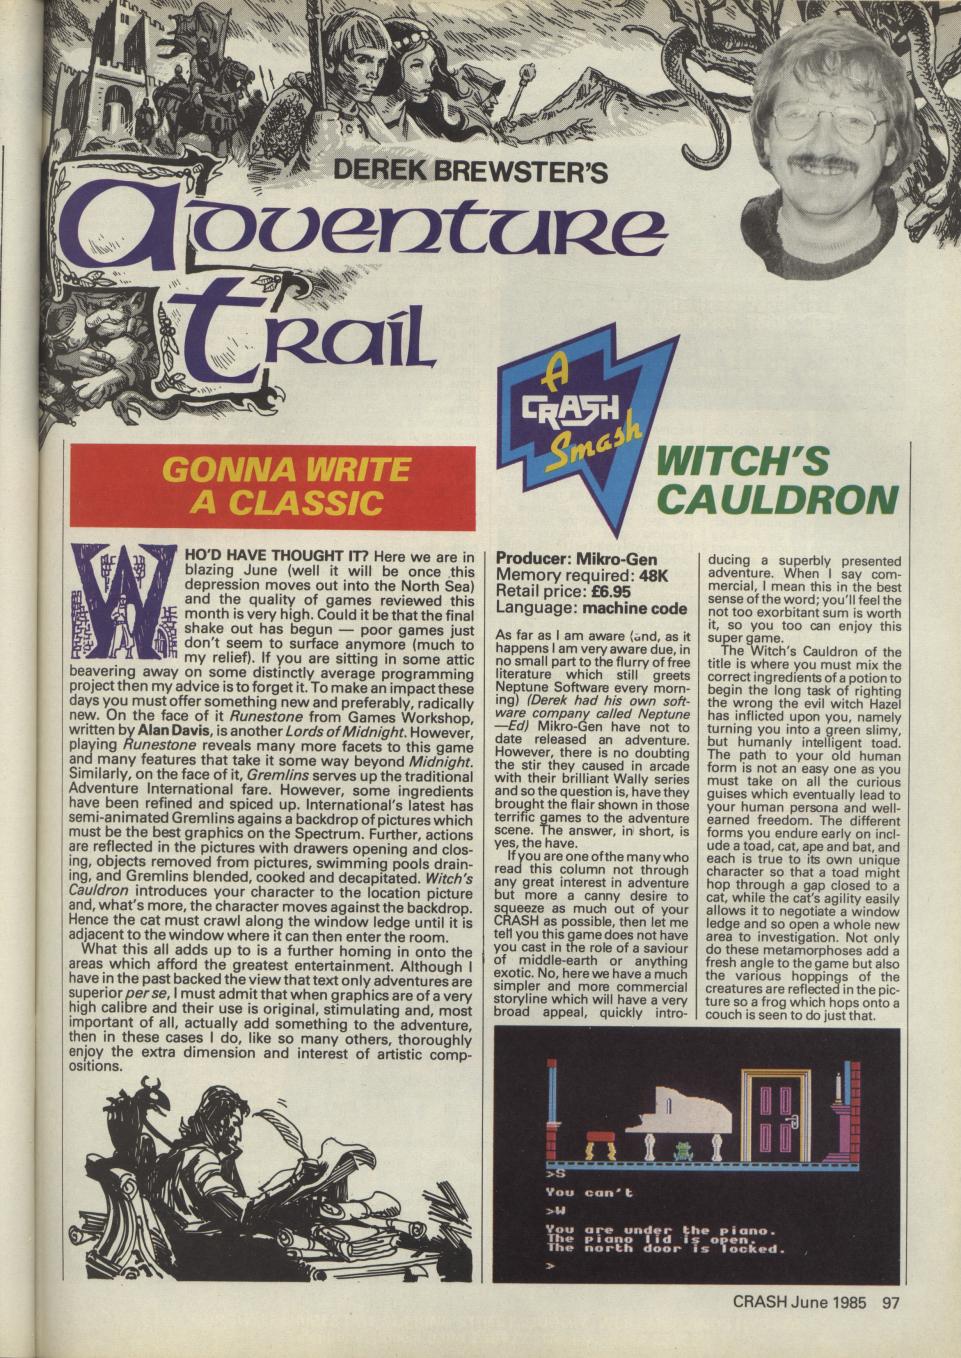 DEREK BREWSTER'S
Adventure
Trail
GONNA WRITE
A CLASSIC
WHO'D HAVE THOUGHT IT? Here we are in
blazing June (well it will be once this
depression moves out into the North Sea)
and the quality of games reviewed this
month is very high. Could it be that the final
shake out has begun — poor games just
don't seem to surface anymore (much to
my relief). If you are sitting in some attic
beavering away on some distinctly average programming
project then my advice is to forget it. To make an impact these
days you must offer something new and preferably, radically
new. On the face of it Runestone from Games Workshop,
written by Alan Davis, is another Lords of Midnight. However,
playing Runestone reveals many more facets to this game
and many features that take it some way beyond Midnight.
Similarly, on the face of it, Gremlins serves up the traditional
Adventure International fare. However, some ingredients
have been refined and spiced up. International's latest has
semi-animated Gremlins agains a backdrop of pictures which
must be the best graphics on the Spectrum. Further, actions
are reflected in the pictures with drawers opening and clos-
ing, objects removed from pictures, swimming pools drain-
ing, and Gremlins blended, cooked and decapitated. Witch's
Cauldron introduces your character to the location picture
and, what's more, the character moves against the backdrop.
Hence the cat must crawl along the window ledge until it is
adjacent to the window where it can then enter the room.
What this all adds up to is a further homing in onto the
areas which afford the greatest entertainment. Although I
have in the past backed the view that text only adventures are
superior per se, I must admit that when graphics are of a very
high calibre and their use is original, stimulating and, most
important of all, actually add something to the adventure,
then in these cases I do, like so many others, thoroughly
enjoy the extra dimension and interest of artistic comp-
ositions.
A
CRASH
Smash
WITCH'S
CAULDRON
Producer: Mikro-Gen
Memory required: 48K
Retail price: £6.95
Language: machine code
As far as I am aware (and, as it
happens I am very aware due, in
no small part to the flurry of free
literature which still greets
Neptune Software every morn-
ing) (Derek had his own soft-
ware company called Neptune
—Ed) Mikro-Gen have not to
date released an adventure.
However, there is no doubting
the stir they caused in arcade
with their brilliant Wally series
and so the question is, have they
brought the flair shown in those
terrific games to the adventure
scene. The answer, in short, is
yes, the have.
If you are one of the many who
read this column not through
any great interest in adventure
but more a canny desire to
squeeze as much out of your
CRASH as possible, then let me
tell you this game does not have
you cast in the role of a saviour
of middle-earth or anything
exotic. No, here we have a much
simpler and more commercial
storyline which will have a very
broad appeal, quickly intro-
ducing a superbly presented
adventure. When I say com-
mercial, I mean this in the best
sense of the word; you'll feel the
not too exorbitant sum is worth
it, so you too can enjoy this
super game.
The Witch's Cauldron of the
title is where you must mix the
correct ingredients of a potion to
begin the long task of righting
the wrong the evil witch Hazel
has inflicted upon you, namely
turning you into a green slimy,
but humanly intelligent toad.
The path to your old human
form is not an easy one as you
must take on all the curious
guises which eventually lead to
your human persona and well-
earned freedom. The different
forms you endure early on incl-
ude a toad, cat, ape and bat, and
each is true to its own unique
character so that a toad might
hop through a gap closed to a
cat, while the cat's agility easily
allows it to negotiate a window
ledge and so open a whole new
area to investigation. Not only
do these metamorphoses add a
fresh angle to the game but also
the various hoppings of the
creatures are reflected in the pic-
ture so a frog which hops onto a
couch is seen to do just that.
>S
You can't
>W
You are under the piano.
The piano lid is open.
The north door is locked.
>
CRASH June 1985 97